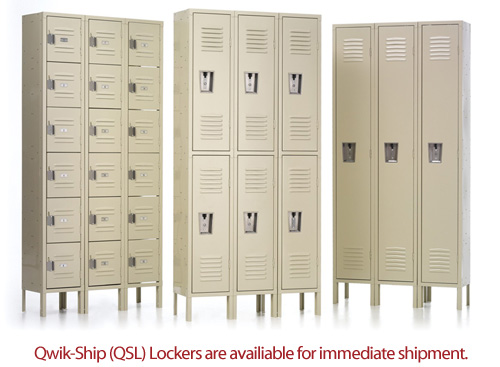 Qwik-Ship (QSL) Lockers are availiable for immediate shipment.